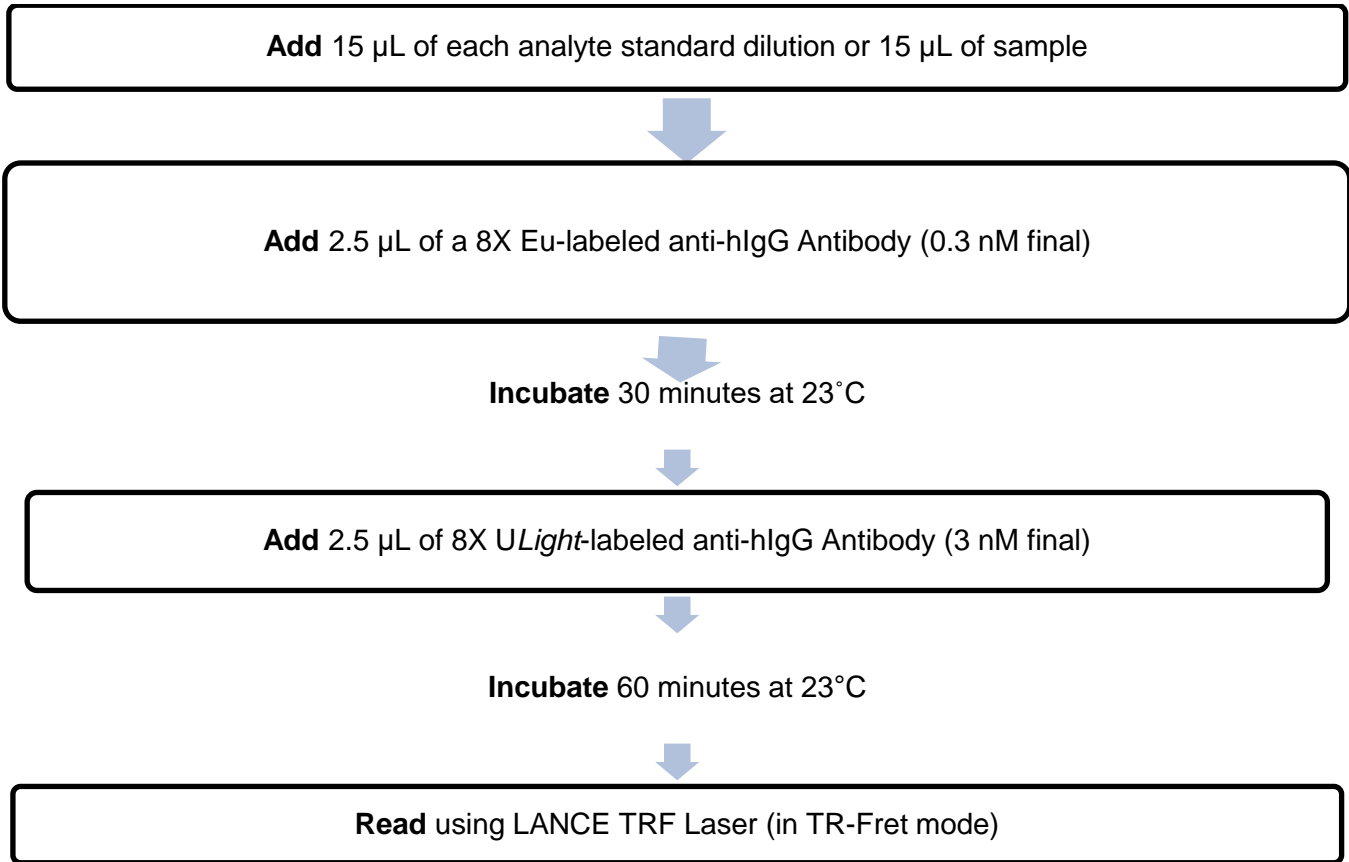 Add 15 µL of each analyte standard dilution or 15 µL of sample
Add 2.5 µL of a 8X Eu-labeled anti-hIgG Antibody (0.3 nM final)
Incubate 30 minutes at 23˚C
Add 2.5 µL of 8X ULight-labeled anti-hIgG Antibody (3 nM final)
Incubate 60 minutes at 23°C
Read using LANCE TRF Laser (in TR-Fret mode)